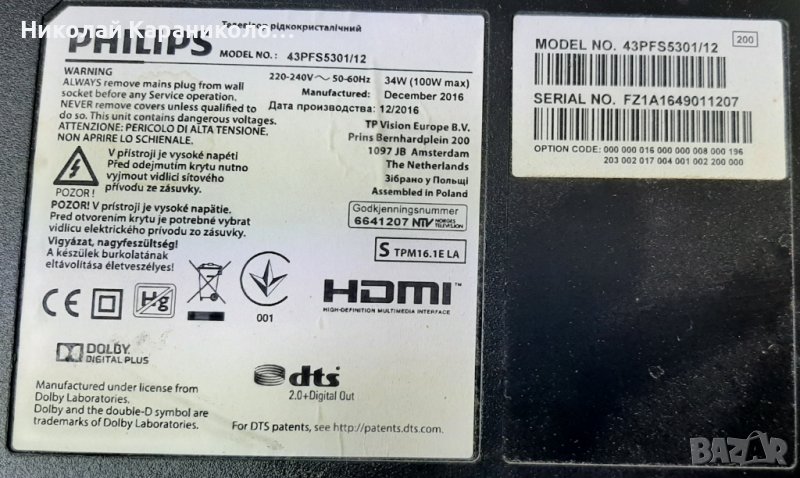 Николай Караниколо...
Телевізор рідкокристалічний
PHILIPS
MODEL NO.: 43PFS5301/12
WARNING
ALWAYS remove mains plug from wall
socket before any Service operation.
NEVER remove covers unless qualified to
do so. This unit contains dangerous voltages.
ATTENZIONE: PERICOLO DI ALTA TENSIONE.
NON APRIRE LO SCHIENALE.
220-240V ~ 50-60Hz 34W (100W max)
Manufactured: December 2016
Дата производства: 12/2016
TP Vision Europe B.V.
Prins Bernhardplein 200
1097 JB Amsterdam
The Netherlands
Зібрано у Польщі
Assembled in Poland
V přístroji je vysoké napětí
Před odejmutím krytu nutno
vyjmout vidlici síťového
přívodu ze zásuvky.
POZOR!
POZOR! V prístroji je vysoké napätie.
Pred otvorením krytu je potrebné vybrat
vidlicu elektrického prívodu zo zásuvky.
Vigyázat, nagyfeszültség!
A készülek burkolatának
eltávolítása életveszélyes!
Godkjenningsnummer
6641207 NTV NORGES TELEVISJON
S TPM16.1E LA
CE
Hg
001
HDMI™
HIGH-DEFINITION MULTIMEDIA INTERFACE
DOLBY
DIGITAL PLUS
Manufactured under license from
Dolby Laboratories.
Dolby and the double-D symbol are
trademarks of Dolby Laboratories.
dts
2.0+Digital Out
For DTS patents, see http://patents.dts.com.
200
MODEL NO. 43PFS5301/12
SERIAL NO. FZ1A1649011207
OPTION CODE: 000 000 016 000 000 008 000 196
203 002 017 004 001 002 200 000
BAZAR